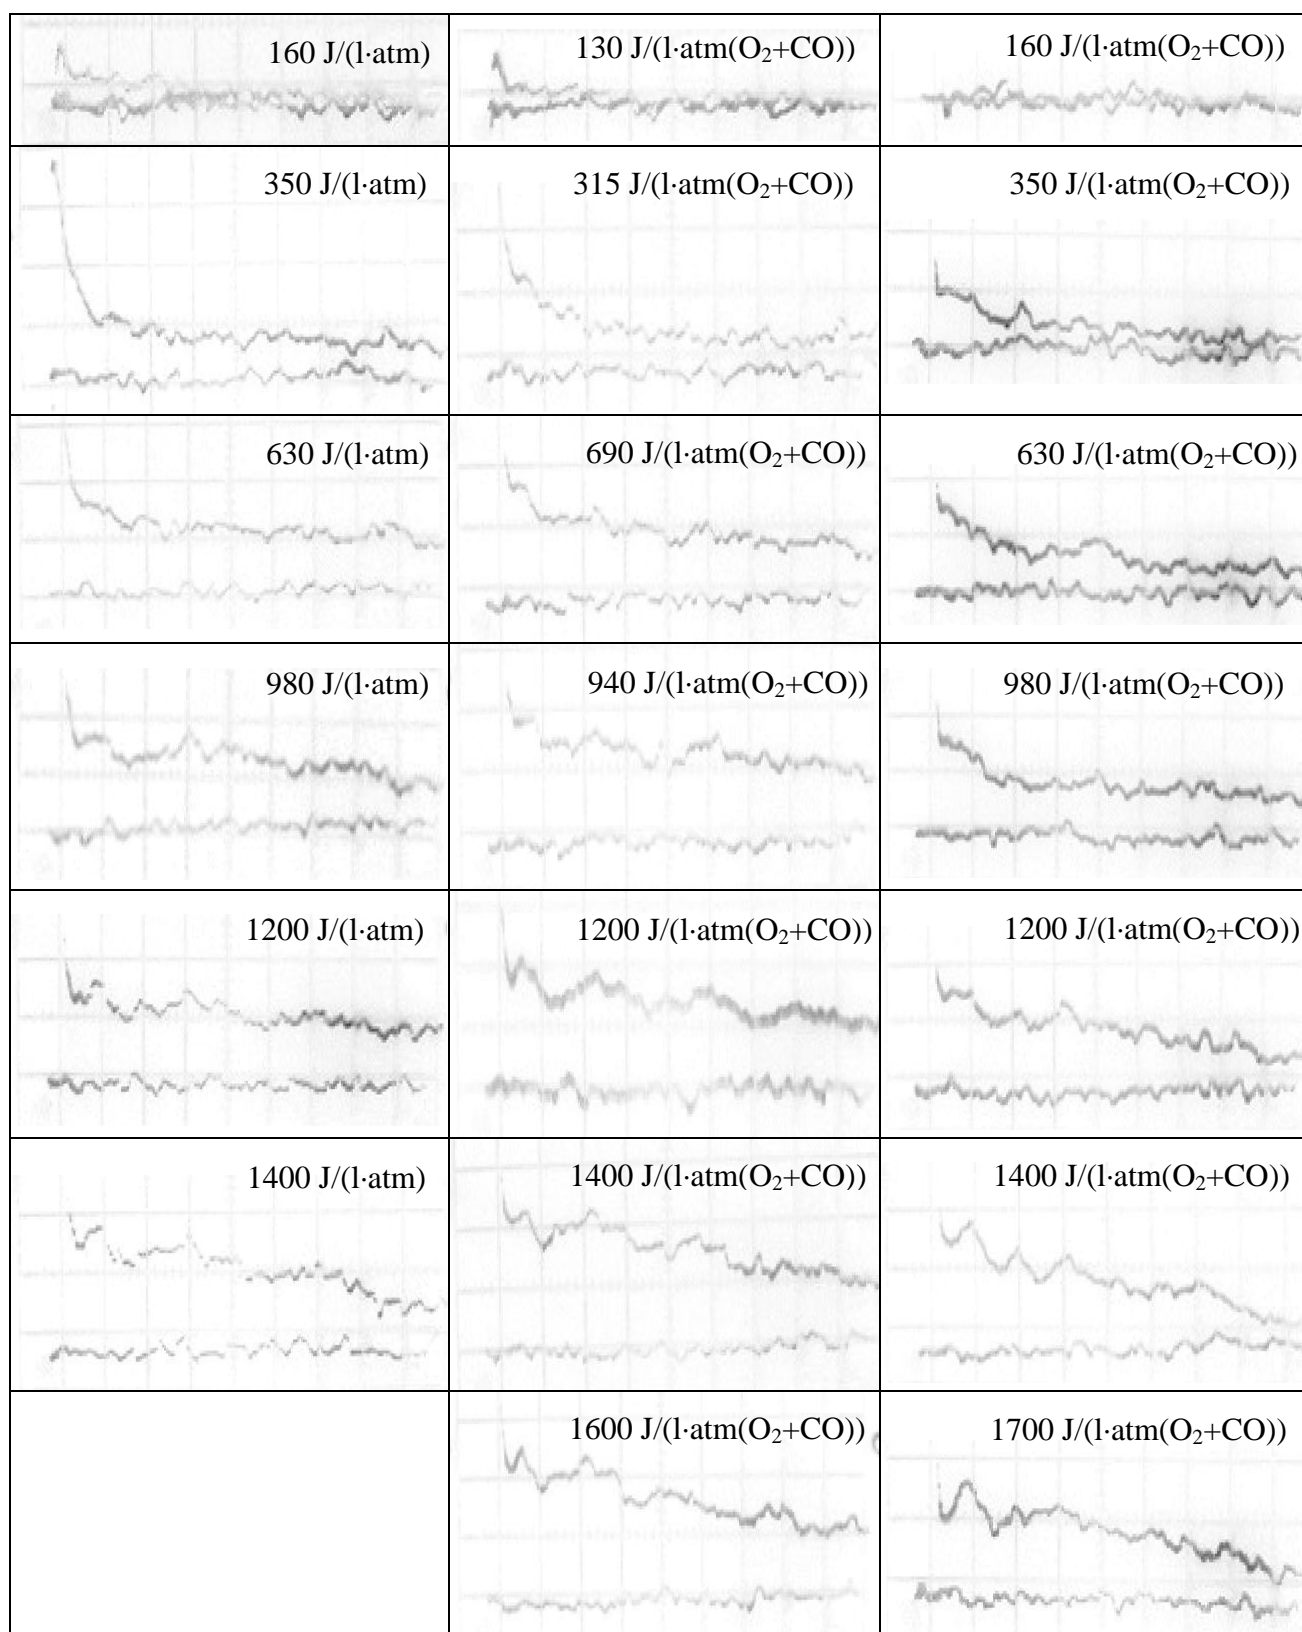 160 J/(l·atm)
130 J/(l·atm(O₂+CO))
160 J/(l·atm(O₂+CO))
350 J/(l·atm)
315 J/(l·atm(O₂+CO))
350 J/(l·atm(O₂+CO))
630 J/(l·atm)
690 J/(l·atm(O₂+CO))
630 J/(l·atm(O₂+CO))
980 J/(l·atm)
940 J/(l·atm(O₂+CO))
980 J/(l·atm(O₂+CO))
1200 J/(l·atm)
1200 J/(l·atm(O₂+CO))
1200 J/(l·atm(O₂+CO))
1400 J/(l·atm)
1400 J/(l·atm(O₂+CO))
1400 J/(l·atm(O₂+CO))
1600 J/(l·atm(O₂+CO))
1700 J/(l·atm(O₂+CO))